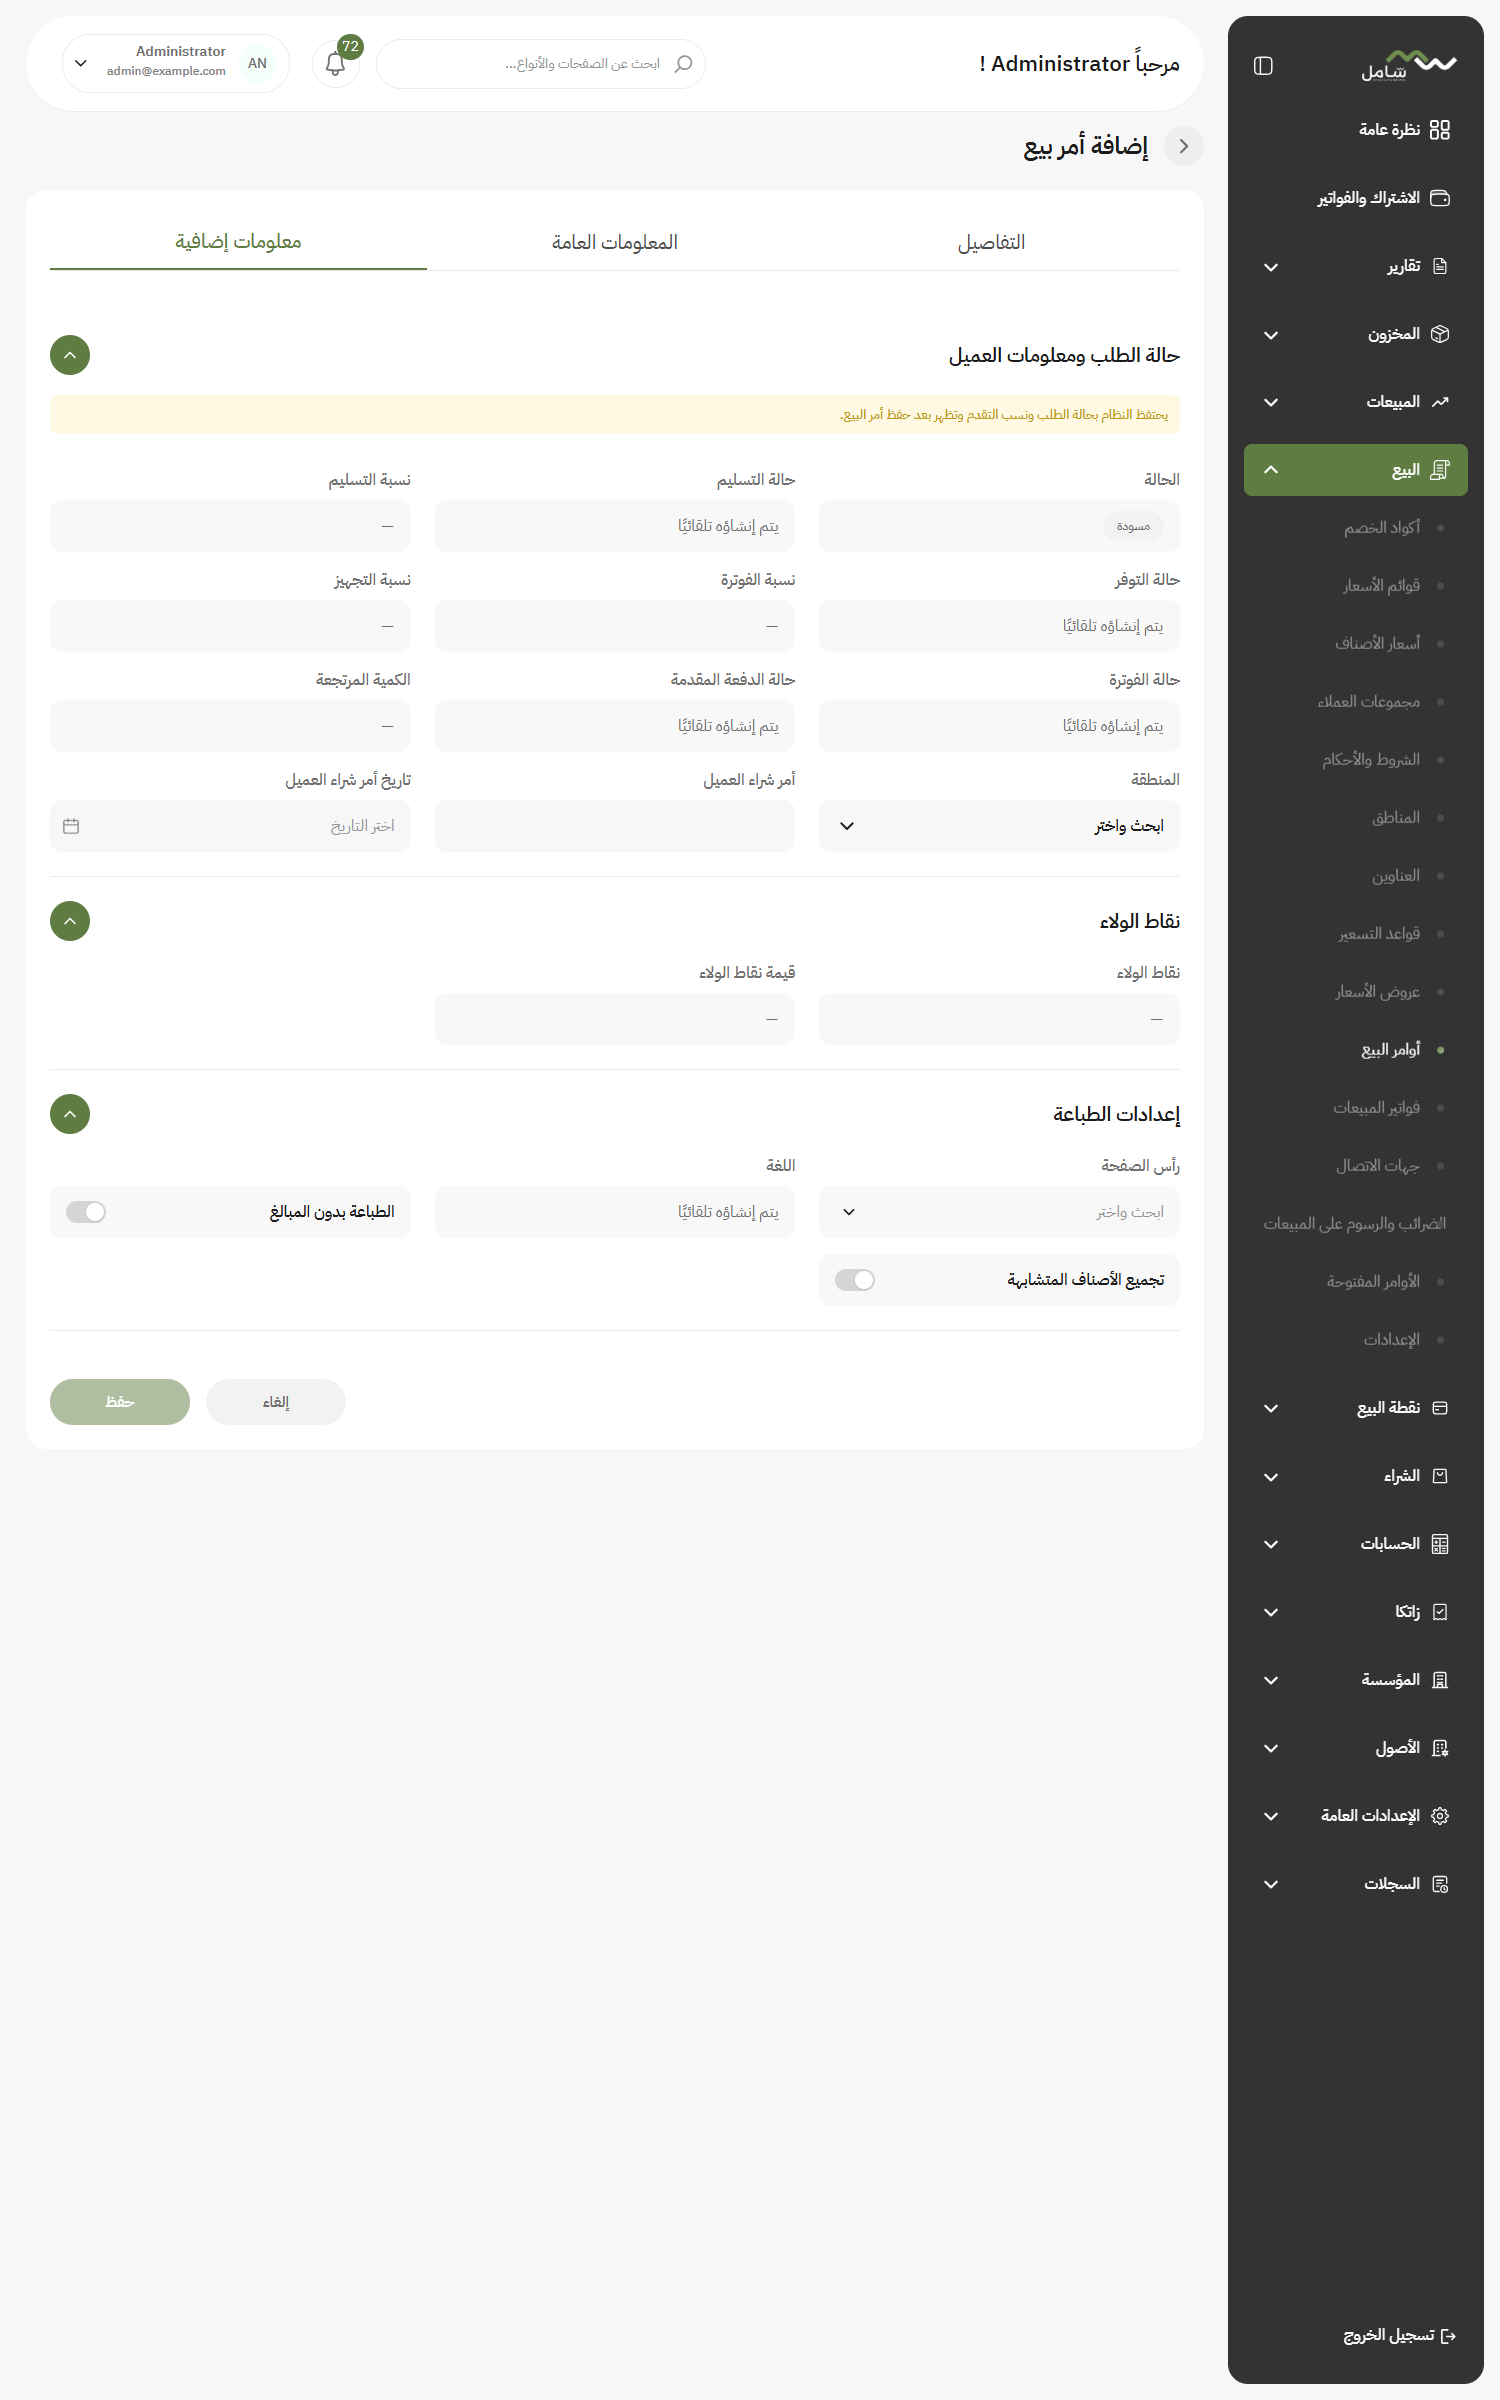 شامل
نظرة عامة
الاشتراك والفواتير
تقارير
المخزون
المبيعات
البيع
أكواد الخصم
قوائم الأسعار
أسعار الأصناف
مجموعات العملاء
الشروط والأحكام
المناطق
العناوين
قواعد التسعير
عروض الأسعار
أوامر البيع
فواتير المبيعات
جهات الاتصال
الضرائب والرسوم على المبيعات
الأوامر المفتوحة
الإعدادات
نقطة البيع
الشراء
الحسابات
زاتكا
المؤسسة
الأصول
الإعدادات العامة
السجلات
تسجيل الخروج
مرحباً Administrator !
ابحث عن الصفحات والأنواع...
72
AN
Administrator
admin@example.com
إضافة أمر بيع
التفاصيل
المعلومات العامة
معلومات إضافية
حالة الطلب ومعلومات العميل
يحتفظ النظام بحالة الطلب ونسب التقدم وتظهر بعد حفظ أمر البيع.
الحالة
حالة التسليم
نسبة التسليم
مسودة
يتم إنشاؤه تلقائيًا
—
حالة التوفر
نسبة الفوترة
نسبة التجهيز
يتم إنشاؤه تلقائيًا
—
—
حالة الفوترة
حالة الدفعة المقدمة
الكمية المرتجعة
يتم إنشاؤه تلقائيًا
يتم إنشاؤه تلقائيًا
—
المنطقة
أمر شراء العميل
تاريخ أمر شراء العميل
ابحث واختر
اختر التاريخ
نقاط الولاء
نقاط الولاء
قيمة نقاط الولاء
—
—
إعدادات الطباعة
رأس الصفحة
اللغة
ابحث واختر
يتم إنشاؤه تلقائيًا
الطباعة بدون المبالغ
تجميع الأصناف المتشابهة
إلغاء
حفظ